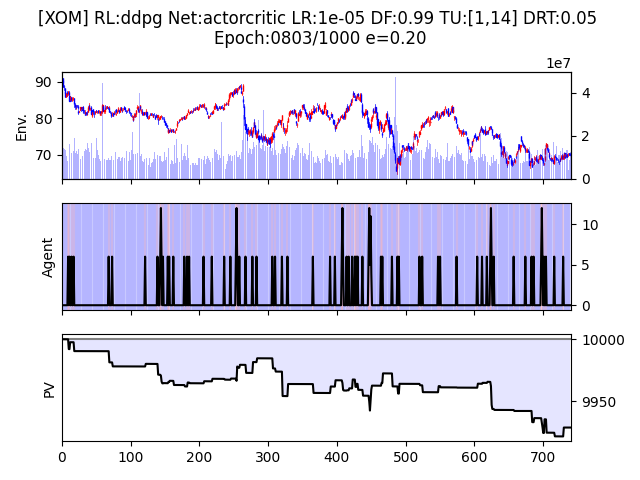 [XOM] RL:ddpg Net:actorcritic LR:1e-05 DF:0.99 TU:[1,14] DRT:0.05
Epoch:0803/1000 e=0.20
1e7
90
80
70
Env.
4
2
0
Agent
10
5
0
PV
10000
9950
0 100 200 300 400 500 600 700